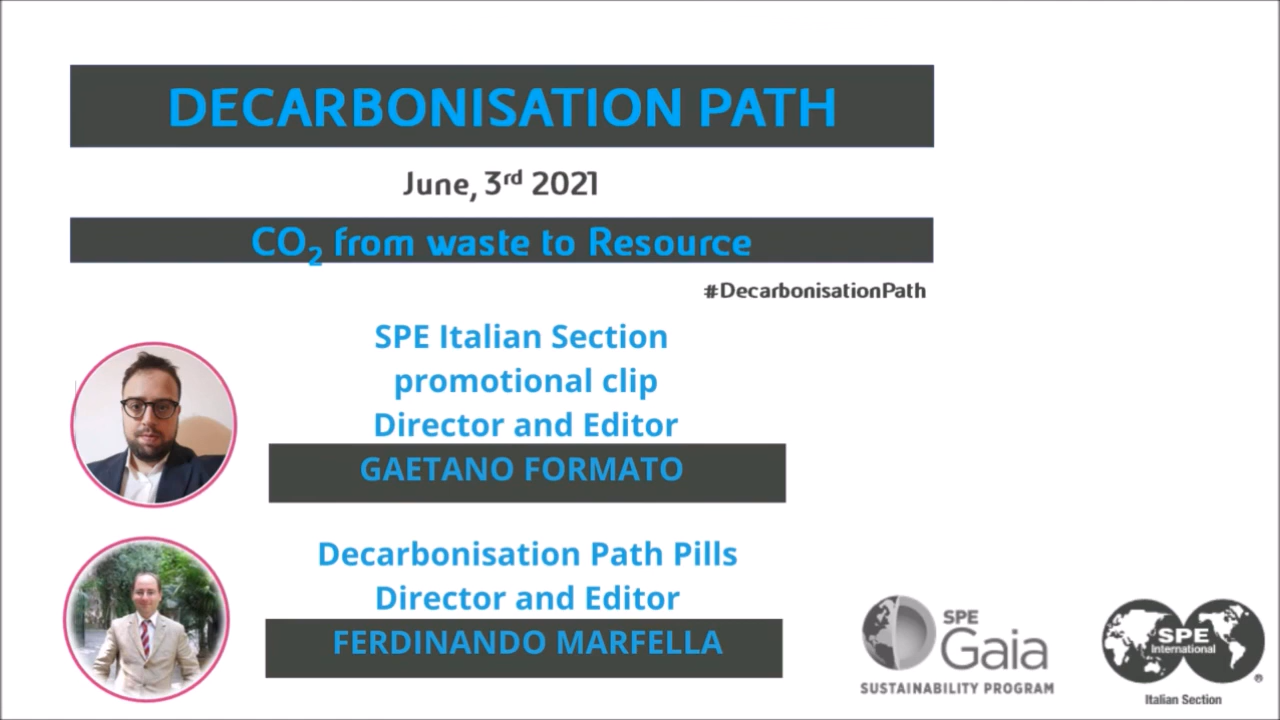 DECARBONISATION PATH
June, 3rd 2021
CO2 from waste to Resource
#DecarbonisationPath
SPE Italian Section
promotional clip
Director and Editor
GAETANO FORMATO
Decarbonisation Path Pills
Director and Editor
FERDINANDO MARFELLA
SPE
Gaia
SUSTAINABILITY PROGRAM
SPE
International
®
Italian Section